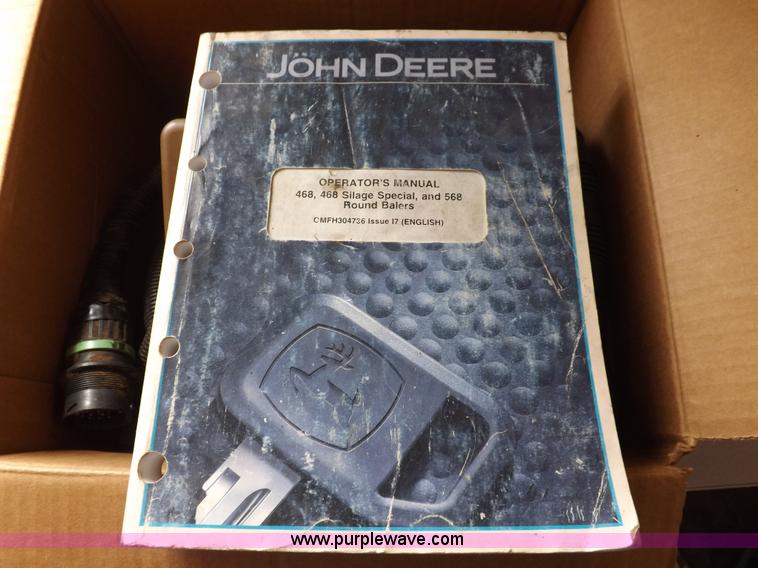 JOHN DEERE
OPERATOR'S MANUAL
468, 468 Silage Special, and 568
Round Balers
OMFH304736 Issue I7 (ENGLISH)
www.purplewave.com